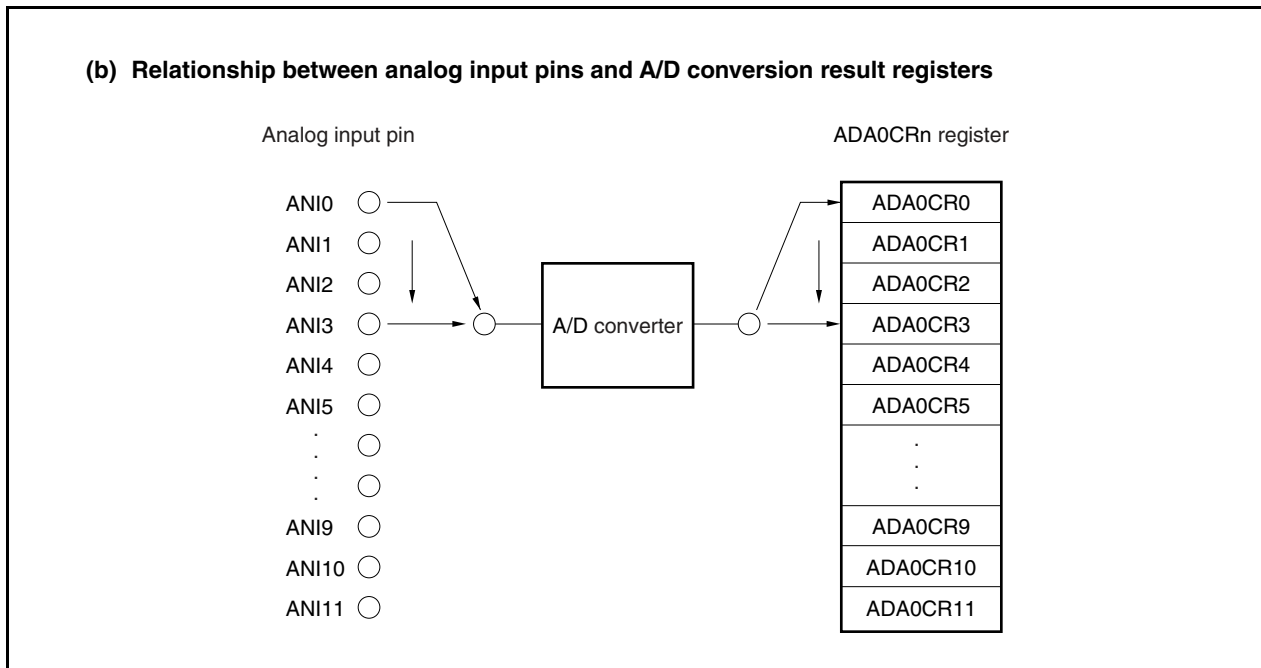 (b) Relationship between analog input pins and A/D conversion result registers
Analog input pin
ADA0CRn register
ANI0
ADA0CR0
ANI1
ADA0CR1
ANI2
ADA0CR2
ANI3
A/D converter
ADA0CR3
ANI4
ADA0CR4
ANI5
ADA0CR5
.
.
.
.
.
.
.
ANI9
ADA0CR9
ANI10
ADA0CR10
ANI11
ADA0CR11